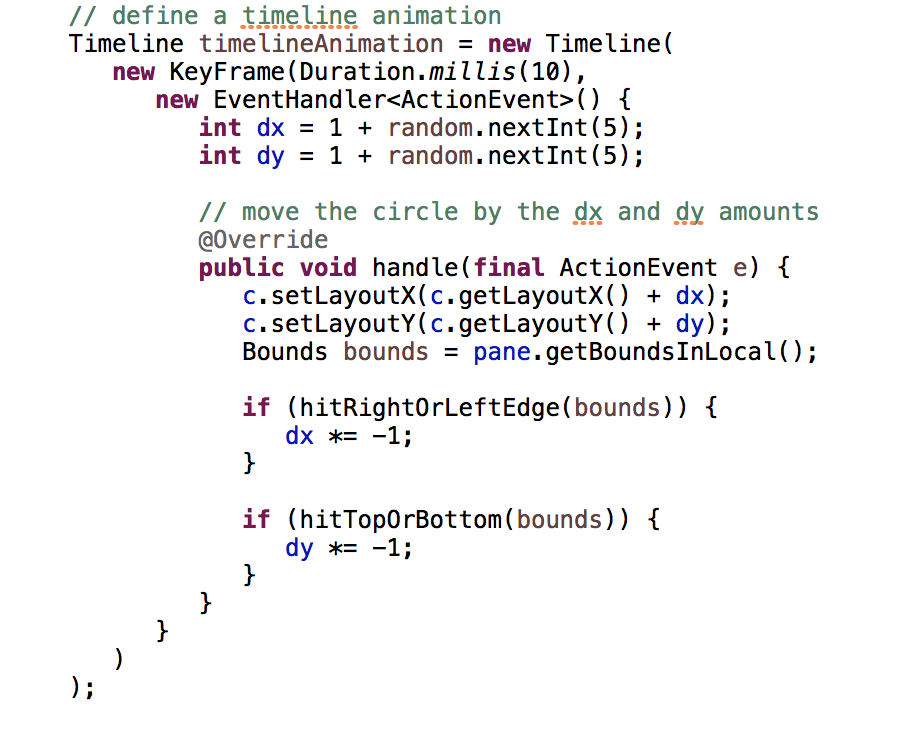 // define a timeline animation
Timeline timelineAnimation = new Timeline(
   new KeyFrame(Duration.millis(10),
      new EventHandler<ActionEvent>() {
         int dx = 1 + random.nextInt(5);
         int dy = 1 + random.nextInt(5);

         // move the circle by the dx and dy amounts
         @Override
         public void handle(final ActionEvent e) {
            c.setLayoutX(c.getLayoutX() + dx);
            c.setLayoutY(c.getLayoutY() + dy);
            Bounds bounds = pane.getBoundsInLocal();

            if (hitRightOrLeftEdge(bounds)) {
               dx *= -1;
            }

            if (hitTopOrBottom(bounds)) {
               dy *= -1;
            }
         }
      }
   )
);